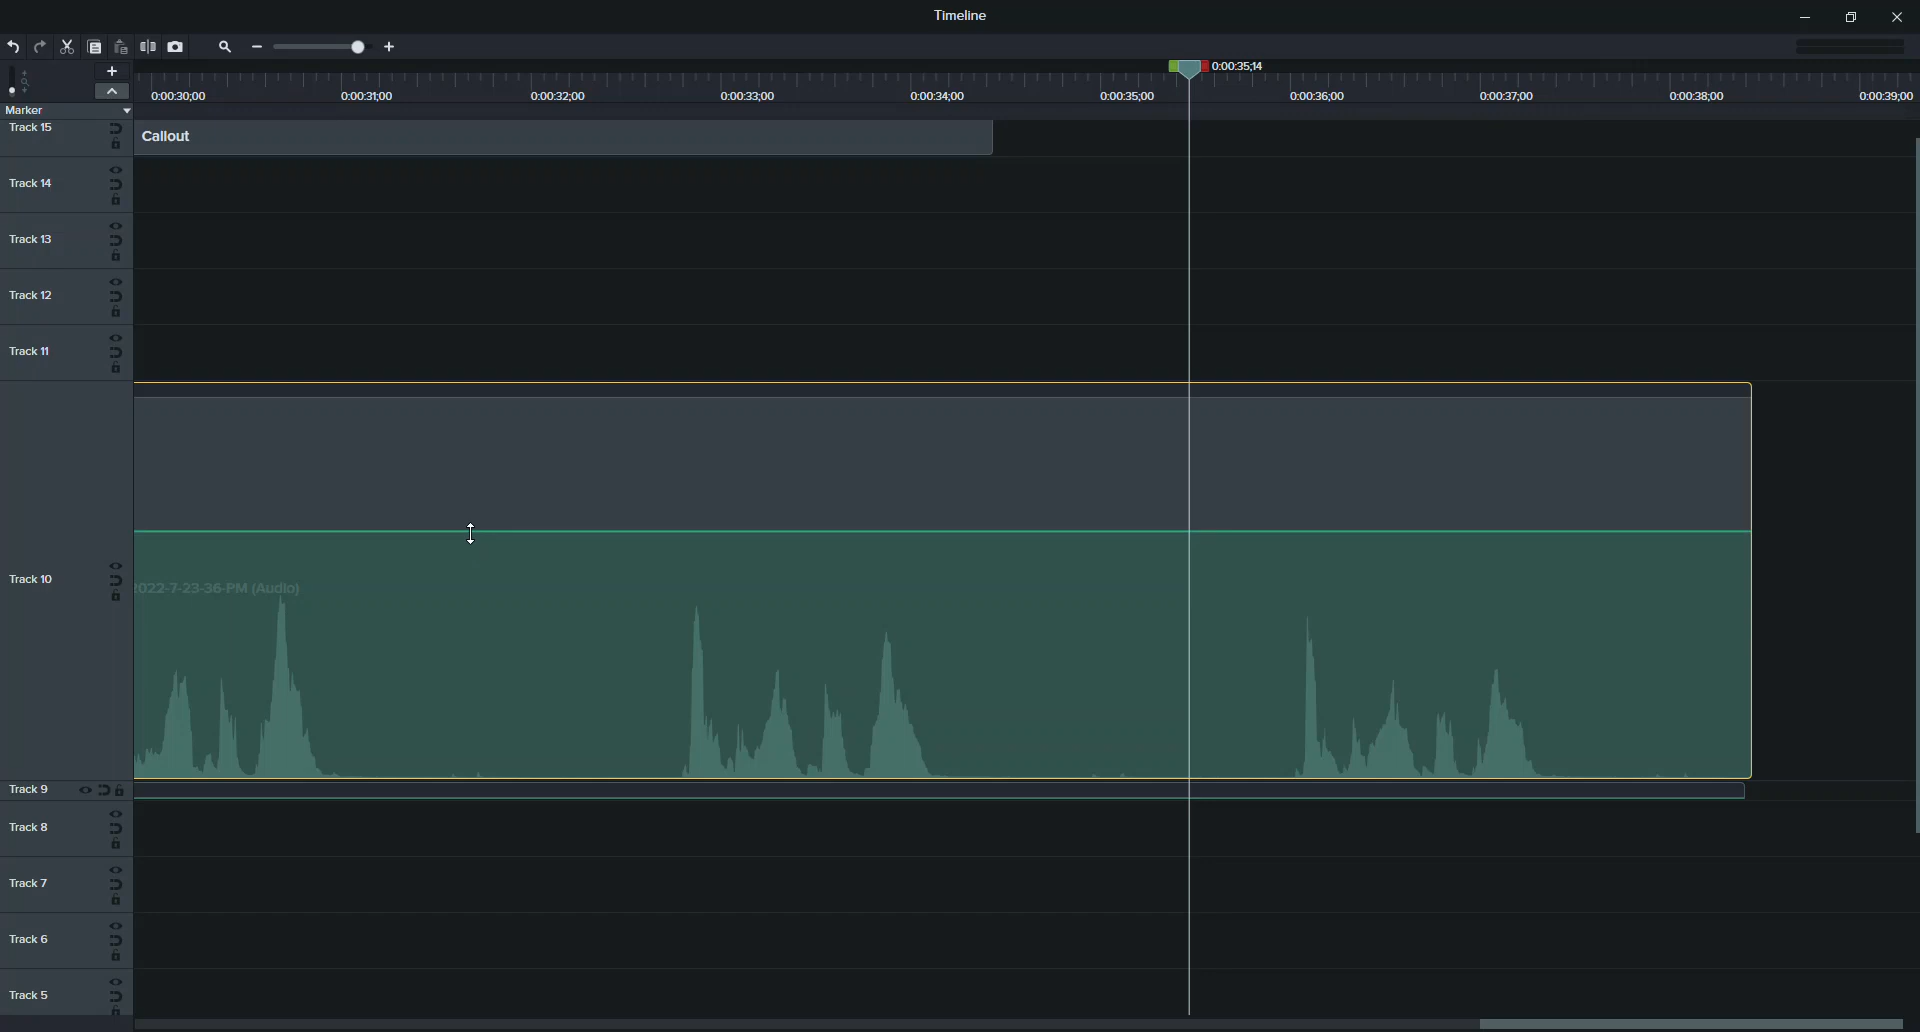 Timeline
0:00:35;14
0:00:30;00
0:00:31;00
0:00:32;00
0:00:33;00
0:00:34;00
0:00:35;00
0:00:36;00
0:00:37;00
0:00:38;00
0:00:39;00
Marker
Track 15
Callout
Track 14
Track 13
Track 12
Track 11
Track 10
2022-7-23-36-PM (Audio)
Track 9
Track 8
Track 7
Track 6
Track 5